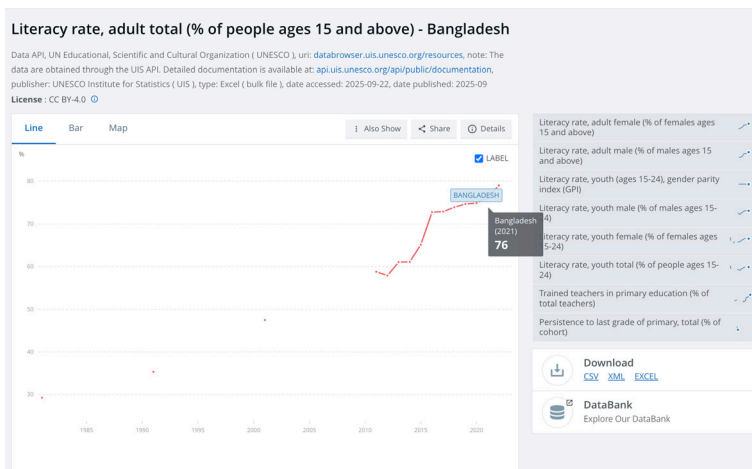 Literacy rate, adult total (% of people ages 15 and above) - Bangladesh
Data API, UN Educational, Scientific and Cultural Organization ( UNESCO ), uri: databrowser.uis.unesco.org/resources, note: The
data are obtained through the UIS API. Detailed documentation is available at: api.uis.unesco.org/api/public/documentation,
publisher: UNESCO Institute for Statistics ( UIS ), type: Excel ( bulk file ), date accessed: 2025-09-22, date published: 2025-09
License : CC BY-4.0
Line Bar Map Also Show Share Details
%
LABEL
80
BANGLADESH
70
Bangladesh
(2021)
76
60
50
40
30
1985 1990 1995 2000 2005 2010 2015 2020
Literacy rate, adult female (% of females ages
15 and above)
Literacy rate, adult male (% of males ages 15
and above)
Literacy rate, youth (ages 15-24), gender parity
index (GPI)
Literacy rate, youth male (% of males ages 15-
4)
iteracy rate, youth female (% of females ages
5-24)
Literacy rate, youth total (% of people ages 15-
24)
Trained teachers in primary education (% of
total teachers)
Persistence to last grade of primary, total (% of
cohort)
Download
CSV XML EXCEL
DataBank
Explore Our DataBank